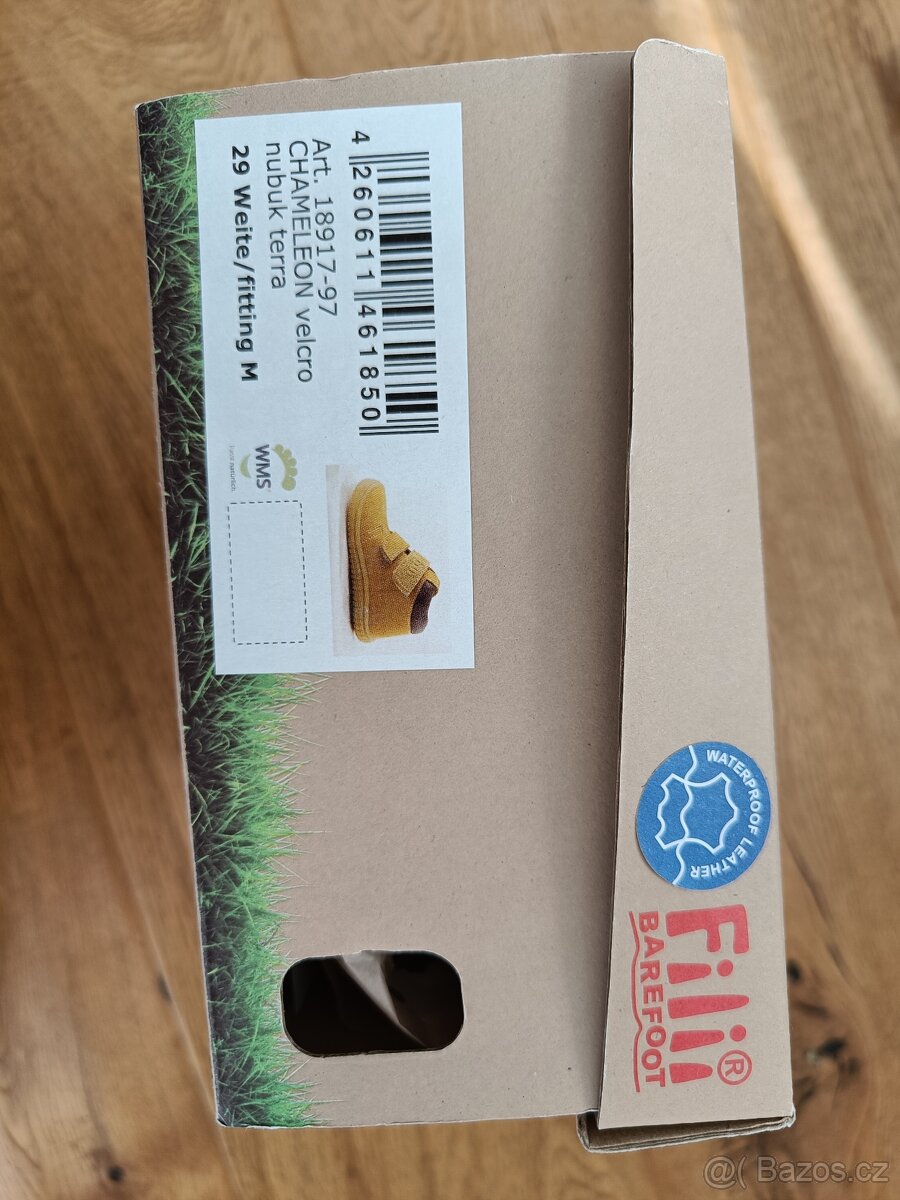 4 260611 461850
Art. 18917-97
CHAMELEON velcro
nubuk terra
29 Weite/fitting M
WMS
natürlich.
WATERPROOF LEATHER
Filii®
BAREFOOT
@( Bazos.cz